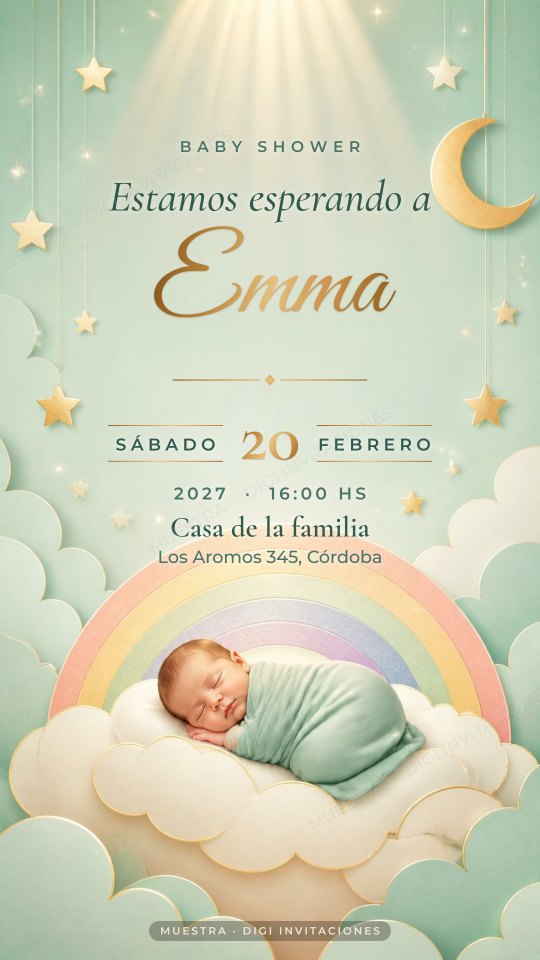 BABY SHOWER
Estamos esperando a
Emma
SÁBADO 20 FEBRERO
2027 · 16:00 HS
Casa de la familia
Los Aromos 345, Córdoba
MUESTRA · DIGI INVITACIONES